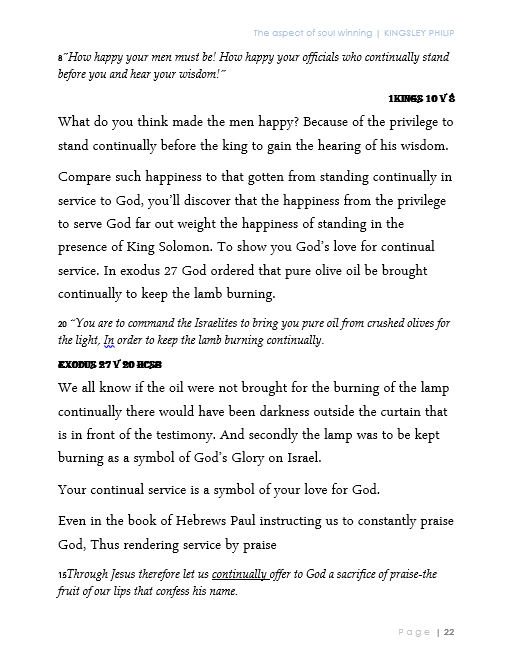 The aspect of soul winning | KINGSLEY PHILIP
8"How happy your men must be! How happy your officials who continually stand
before you and hear your wisdom!"
1KINGS 10 V 8
What do you think made the men happy? Because of the privilege to
stand continually before the king to gain the hearing of his wisdom.
Compare such happiness to that gotten from standing continually in
service to God, you'll discover that the happiness from the privilege
to serve God far out weight the happiness of standing in the
presence of King Solomon. To show you God's love for continual
service. In exodus 27 God ordered that pure olive oil be brought
continually to keep the lamb burning.
20 "You are to command the Israelites to bring you pure oil from crushed olives for
the light, In order to keep the lamb burning continually.
EXODUS 27 V 20 HCSB
We all know if the oil were not brought for the burning of the lamp
continually there would have been darkness outside the curtain that
is in front of the testimony. And secondly the lamp was to be kept
burning as a symbol of God's Glory on Israel.
Your continual service is a symbol of your love for God.
Even in the book of Hebrews Paul instructing us to constantly praise
God, Thus rendering service by praise
15Through Jesus therefore let us continually offer to God a sacrifice of praise-the
fruit of our lips that confess his name.
Page | 22